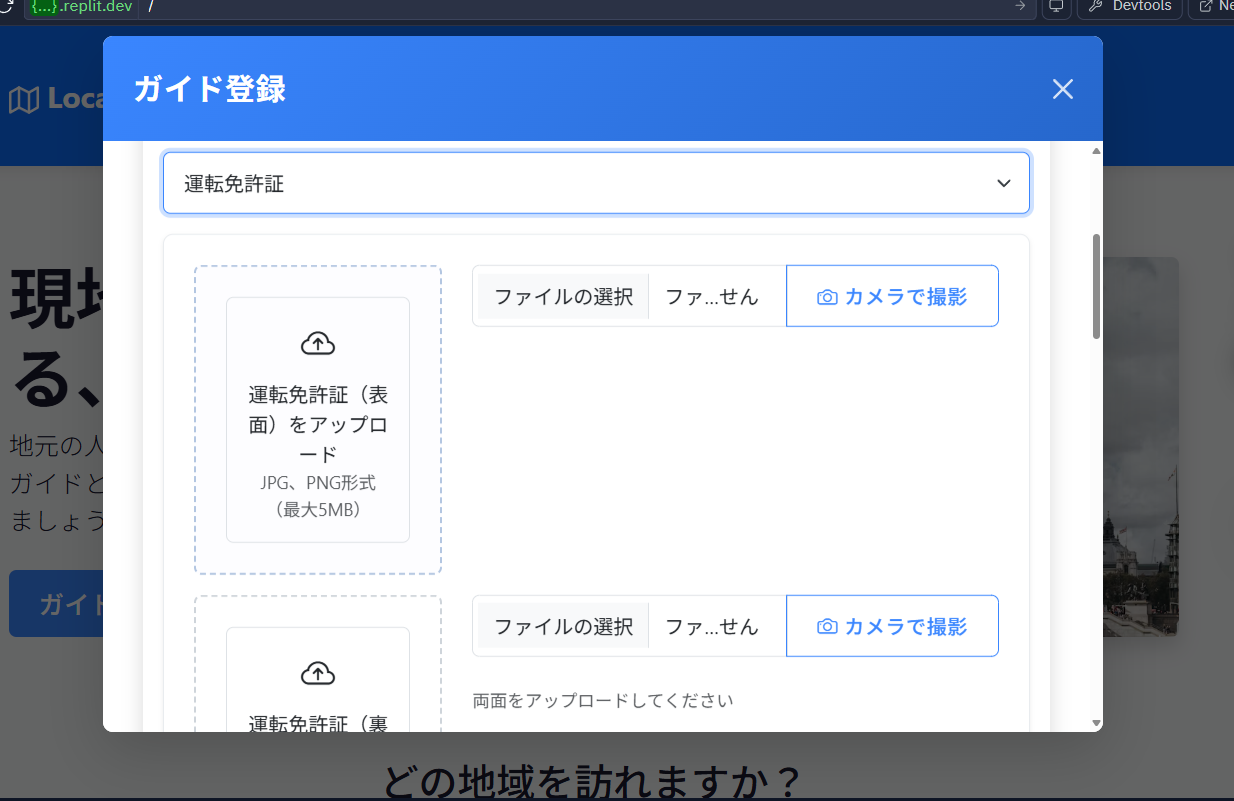 {...}.replit.dev /
Devtools
ガイド登録
運転免許証
ファイルの選択 ファ...せん カメラで撮影
運転免許証（表
面）をアップロ
ード
JPG、PNG形式
（最大5MB）
ファイルの選択 ファ...せん カメラで撮影
両面をアップロードしてください
運転免許証（裏
Loca
現地
る、
地元の人
ガイドと
ましょう
ガイド
どの地域を訪れますか？